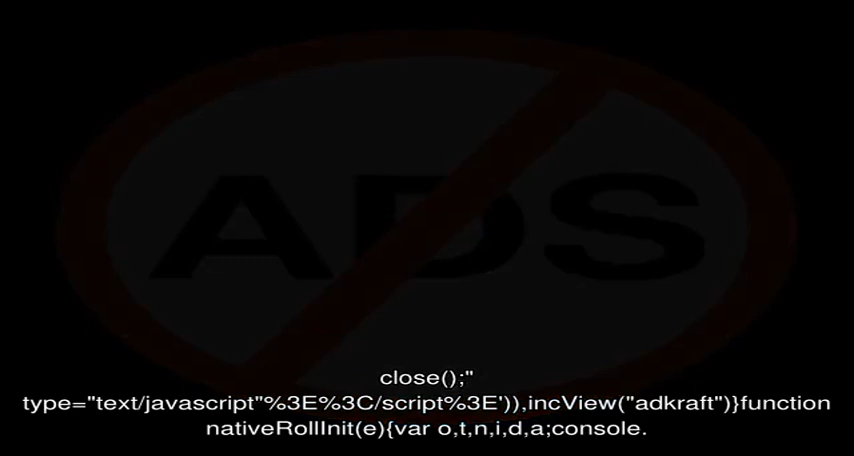 ADS
close();"
type="text/javascript"%3E%3C/script%3E')),incView("adkraft")}function
nativeRollInit(e){var o,t,n,i,d,a;console.